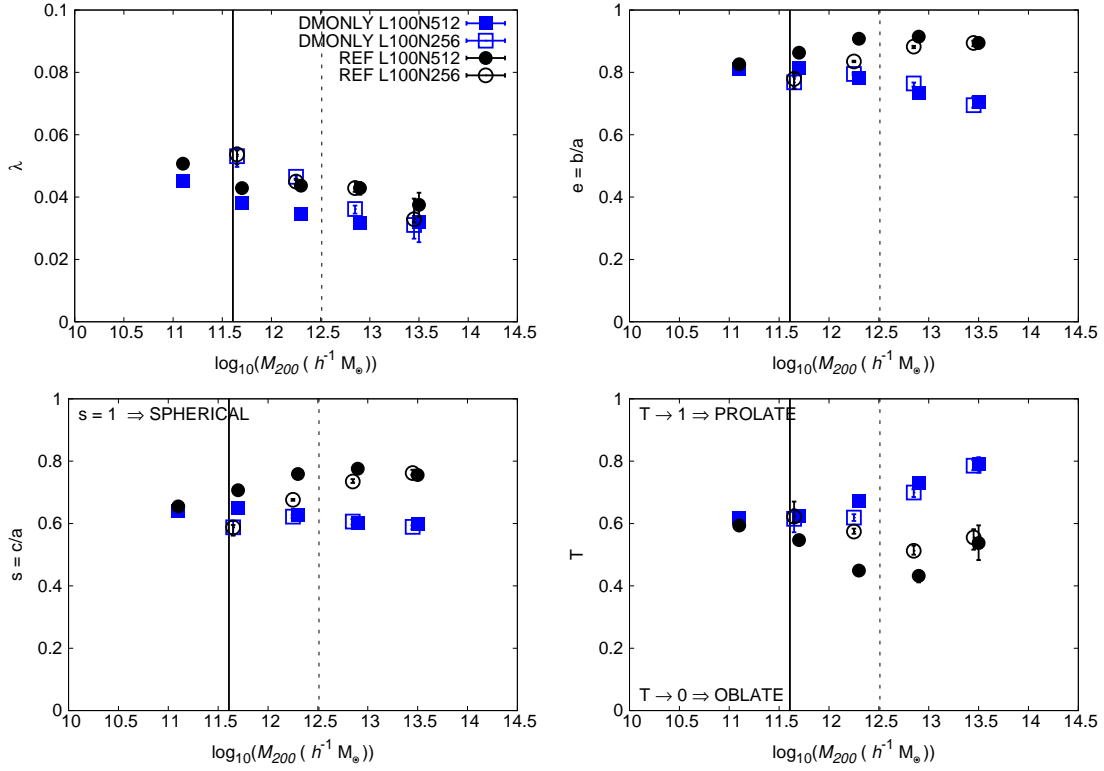 0.1
0.08
0.06
0.04
0.02
0
λ
10 10.5 11 11.5 12 12.5 13 13.5 14 14.5
log10(M200 ( h-1 M⊙))
DMONLY L100N512
DMONLY L100N256
REF L100N512
REF L100N256
1
0.8
0.6
0.4
0.2
0
e = b/a
10 10.5 11 11.5 12 12.5 13 13.5 14 14.5
log10(M200 ( h-1 M⊙))
1
0.8
0.6
0.4
0.2
0
s = c/a
s = 1 ⇒ SPHERICAL
10 10.5 11 11.5 12 12.5 13 13.5 14 14.5
log10(M200 ( h-1 M⊙))
1
0.8
0.6
0.4
0.2
0
T
T → 1 ⇒ PROLATE
T → 0 ⇒ OBLATE
10 10.5 11 11.5 12 12.5 13 13.5 14 14.5
log10(M200 ( h-1 M⊙))